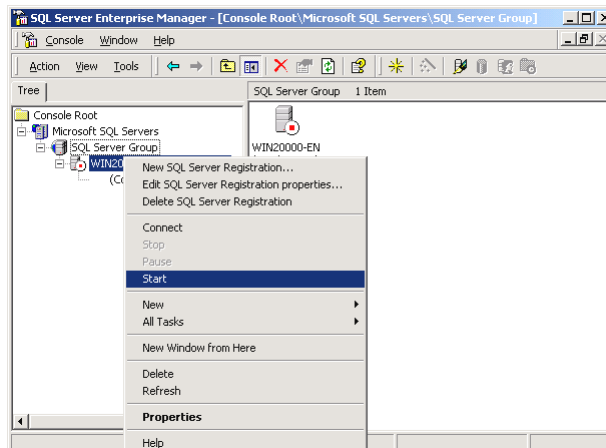 SQL Server Enterprise Manager - [Console Root\Microsoft SQL Servers\SQL Server Group]
Console Window Help
Action View Tools
Tree
SQL Server Group 1 Item
Console Root
Microsoft SQL Servers
SQL Server Group
WIN20000-EN
New SQL Server Registration...
Edit SQL Server Registration properties...
Delete SQL Server Registration
Connect
Stop
Pause
Start
New
All Tasks
New Window from Here
Delete
Refresh
Properties
Help